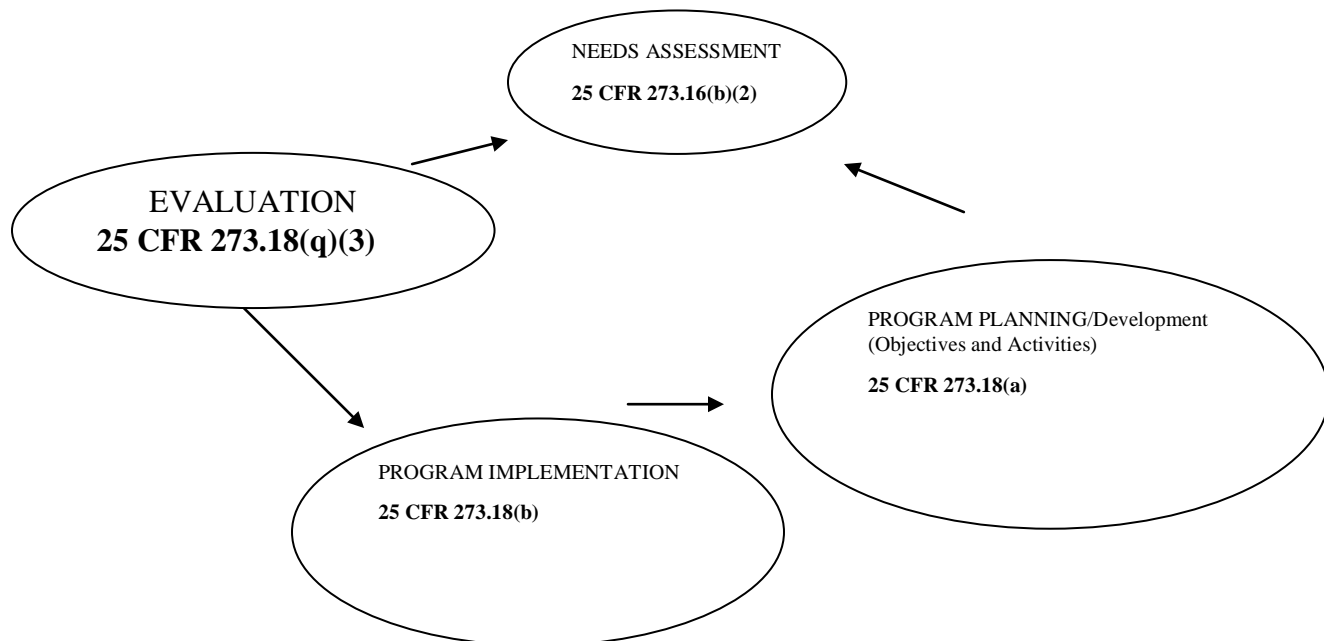 NEEDS ASSESSMENT
25 CFR 273.16(b)(2)
EVALUATION
25 CFR 273.18(q)(3)
PROGRAM PLANNING/Development
(Objectives and Activities)
25 CFR 273.18(a)
PROGRAM IMPLEMENTATION
25 CFR 273.18(b)